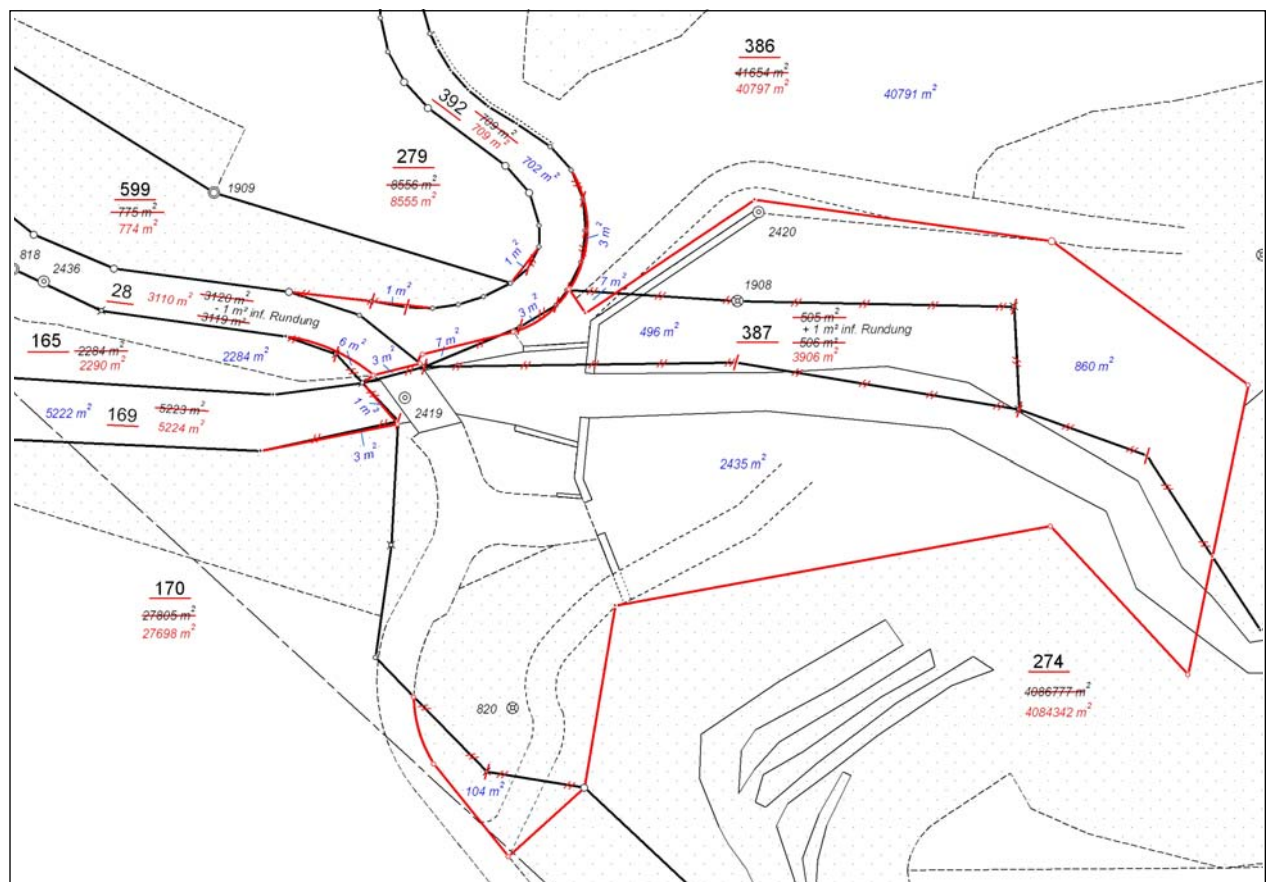 386
41654 m²
40797 m²
40791 m²
392
709 m²
709 m²
702 m²
279
8556 m²
8555 m²
599
775 m²
774 m²
1909
818
2436
28
3110 m²
3120 m²
- 1 m² inf. Rundung
3119 m²
1 m²
1 m²
3 m²
7 m²
3 m²
2420
1908
165
2284 m²
2290 m²
2284 m²
6 m²
3 m²
7 m²
496 m²
387
505 m²
+ 1 m² inf. Rundung
506 m²
3906 m²
860 m²
5222 m²
169
5223 m²
5224 m²
1 m²
3 m²
2419
2435 m²
170
27805 m²
27698 m²
274
4086777 m²
4084342 m²
820
104 m²